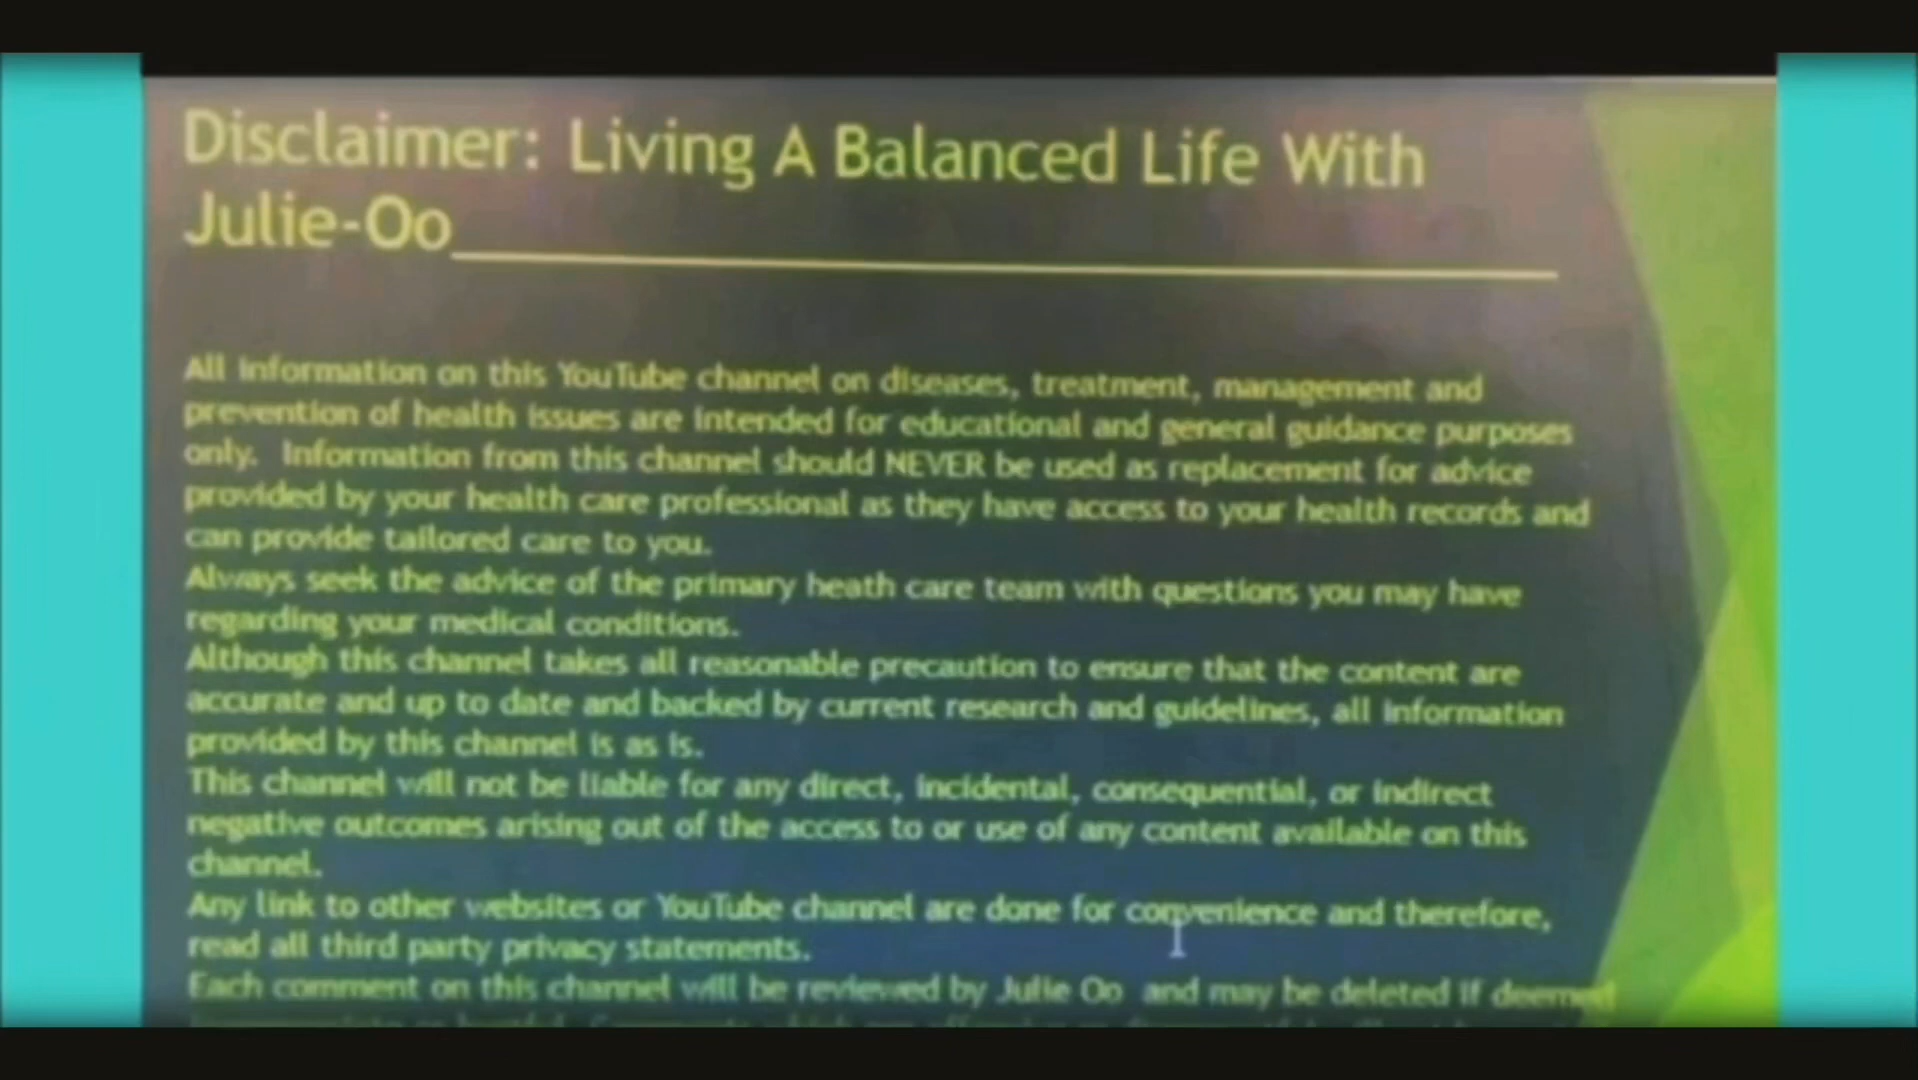 Disclaimer: Living A Balanced Life With
Julie-Oo
All information on this YouTube channel on diseases, treatment, management and
prevention of health issues are intended for educational and general guidance purposes
only. Information from this channel should NEVER be used as replacement for advice
provided by your health care professional as they have access to your health records and
can provide tailored care to you.
Always seek the advice of the primary heath care team with questions you may have
regarding your medical conditions.
Although this channel takes all reasonable precaution to ensure that the content are
accurate and up to date and backed by current research and guidelines, all information
provided by this channel is as is.
This channel will not be liable for any direct, incidental, consequential, or indirect
negative outcomes arising out of the access to or use of any content available on this
channel.
Any link to other websites or YouTube channel are done for convenience and therefore,
read all third party privacy statements.
Each comment on this channel will be reviewed by Julie Oo and may be deleted if deemed